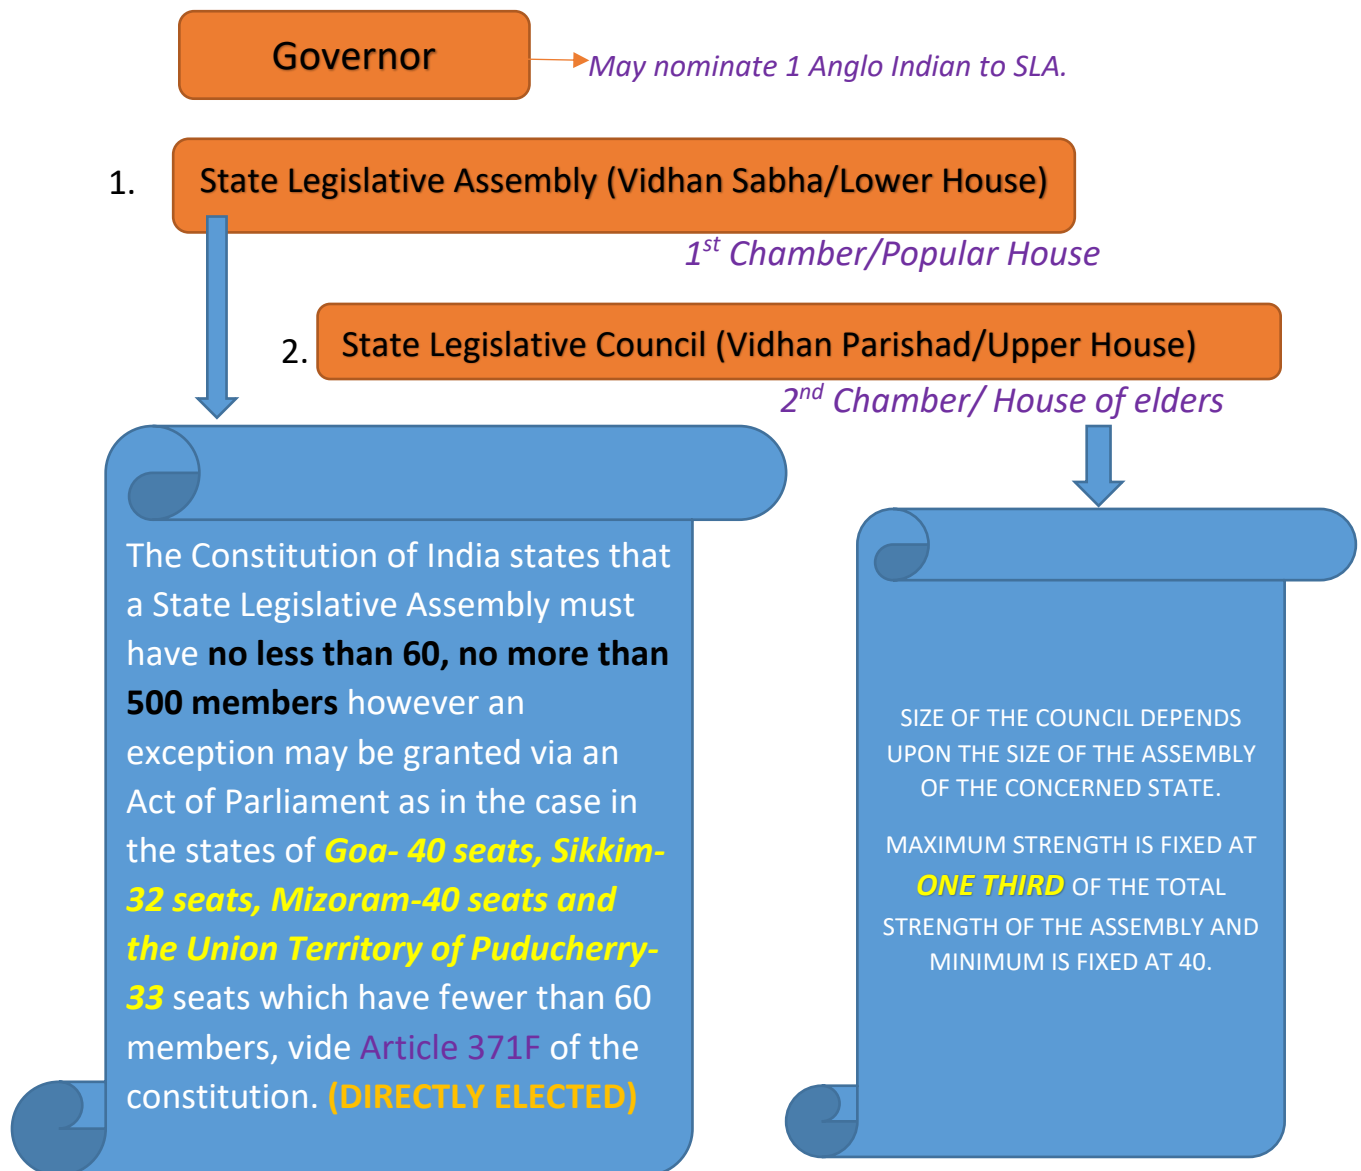 Governor
May nominate 1 Anglo Indian to SLA.
1.
State Legislative Assembly (Vidhan Sabha/Lower House)
1st Chamber/Popular House
2.
State Legislative Council (Vidhan Parishad/Upper House)
2nd Chamber/ House of elders
The Constitution of India states that
a State Legislative Assembly must
have no less than 60, no more than
500 members however an
exception may be granted via an
Act of Parliament as in the case in
the states of Goa- 40 seats, Sikkim-
32 seats, Mizoram-40 seats and
the Union Territory of Puducherry-
33 seats which have fewer than 60
members, vide Article 371F of the
constitution. (DIRECTLY ELECTED)
SIZE OF THE COUNCIL DEPENDS
UPON THE SIZE OF THE ASSEMBLY
OF THE CONCERNED STATE.
MAXIMUM STRENGTH IS FIXED AT
ONE THIRD OF THE TOTAL
STRENGTH OF THE ASSEMBLY AND
MINIMUM IS FIXED AT 40.